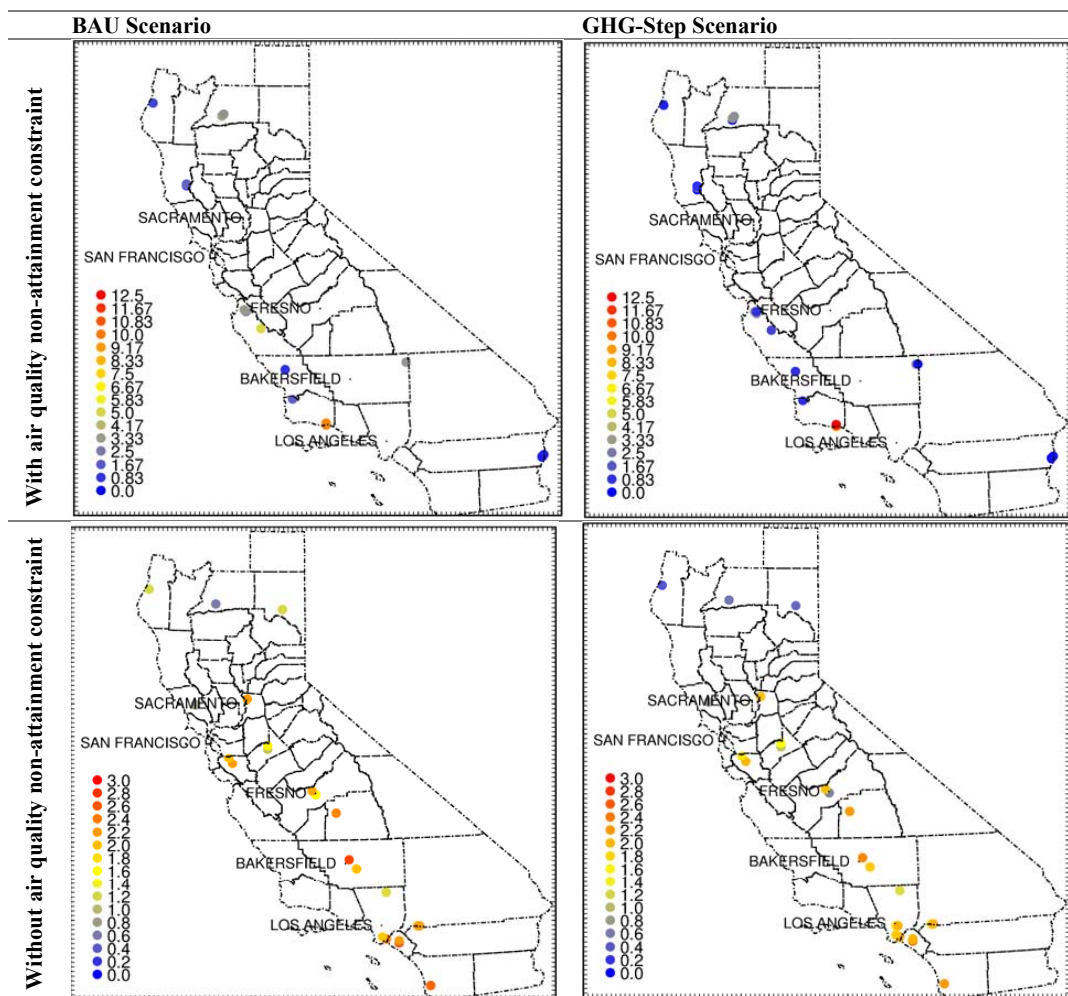 BAU Scenario
GHG-Step Scenario
With air quality non-attainment constraint
SACRAMENTO
SAN FRANCISCO
FRESNO
BAKERSFIELD
LOS ANGELES
12.5
11.67
10.83
10.0
9.17
8.33
7.5
6.67
5.83
5.0
4.17
3.33
2.5
1.67
0.83
0.0
SACRAMENTO
SAN FRANCISCO
FRESNO
BAKERSFIELD
LOS ANGELES
12.5
11.67
10.83
10.0
9.17
8.33
7.5
6.67
5.83
5.0
4.17
3.33
2.5
1.67
0.83
0.0
Without air quality non-attainment constraint
SACRAMENTO
SAN FRANCISCO
FRESNO
BAKERSFIELD
LOS ANGELES
3.0
2.8
2.6
2.4
2.2
2.0
1.8
1.6
1.4
1.2
1.0
0.8
0.6
0.4
0.2
0.0
SACRAMENTO
SAN FRANCISCO
FRESNO
BAKERSFIELD
LOS ANGELES
3.0
2.8
2.6
2.4
2.2
2.0
1.8
1.6
1.4
1.2
1.0
0.8
0.6
0.4
0.2
0.0